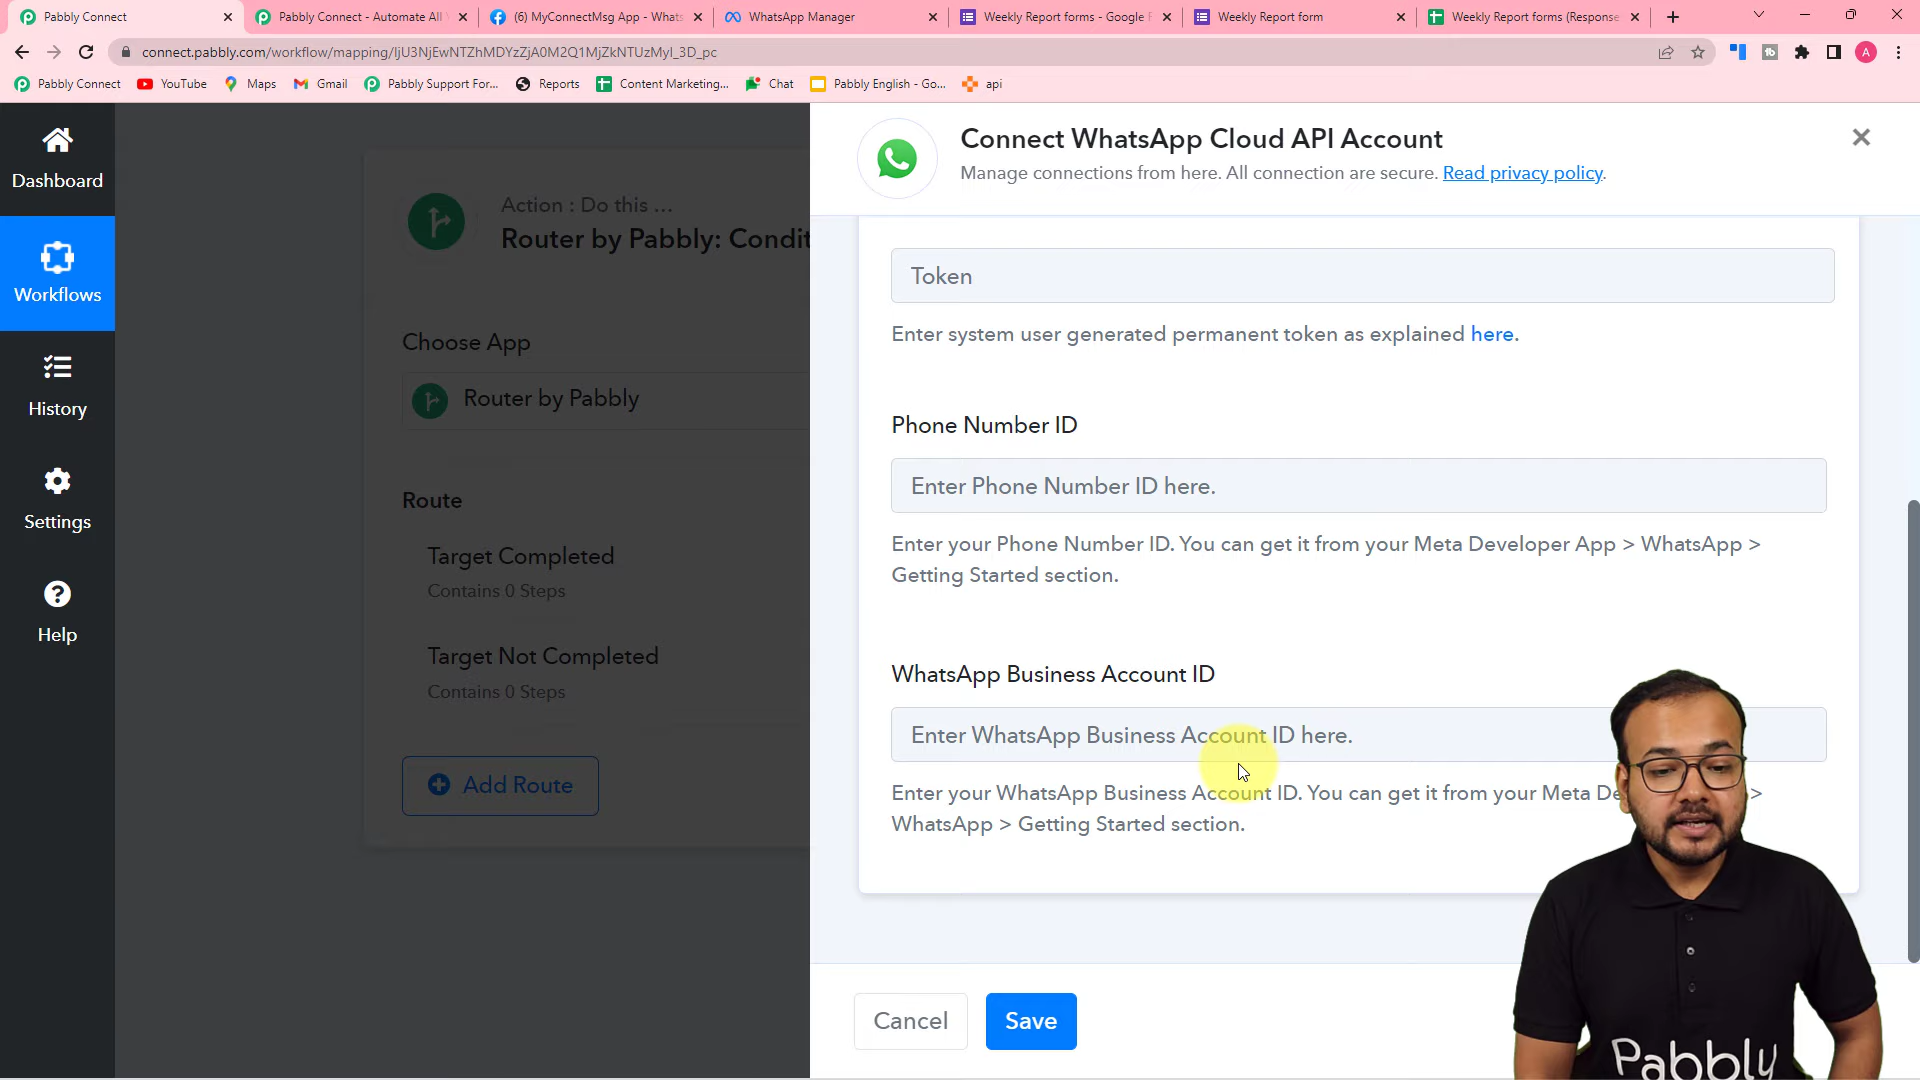 Pabbly Connect
Pabbly Connect - Automate All
(6) MyConnectMsg App - Whats
WhatsApp Manager
Weekly Report forms - Google F
Weekly Report form
Weekly Report forms (Response
connect.pabbly.com/workflow/mapping/IjU3NjEwNTZhMDYzZjA0M2Q1MjZkNTUzMyI_3D_pc
A
Pabbly Connect
YouTube
Maps
Gmail
Pabbly Support For...
Reports
Content Marketing...
Chat
Pabbly English - Go...
api
Dashboard
Workflows
History
Settings
Help
Action : Do this ...
Router by Pabbly: Condit
Choose App
Router by Pabbly
Route
Target Completed
Contains 0 Steps
Target Not Completed
Contains 0 Steps
Add Route
Connect WhatsApp Cloud API Account
Manage connections from here. All connection are secure. Read privacy policy.
Token
Enter system user generated permanent token as explained here.
Phone Number ID
Enter Phone Number ID here.
Enter your Phone Number ID. You can get it from your Meta Developer App > WhatsApp >
Getting Started section.
WhatsApp Business Account ID
Enter WhatsApp Business Account ID here.
Enter your WhatsApp Business Account ID. You can get it from your Meta De >
WhatsApp > Getting Started section.
Cancel
Save
Pabbly